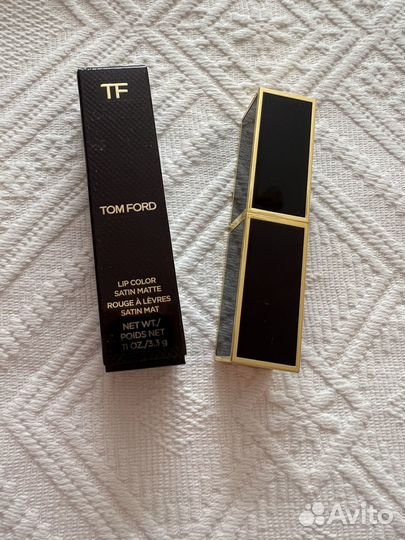 TF
TOM FORD
LIP COLOR
SATIN MATTE
ROUGE À LÈVRES
SATIN MAT
NET WT./
POIDS NET
.11 OZ./3.3 g
Avito